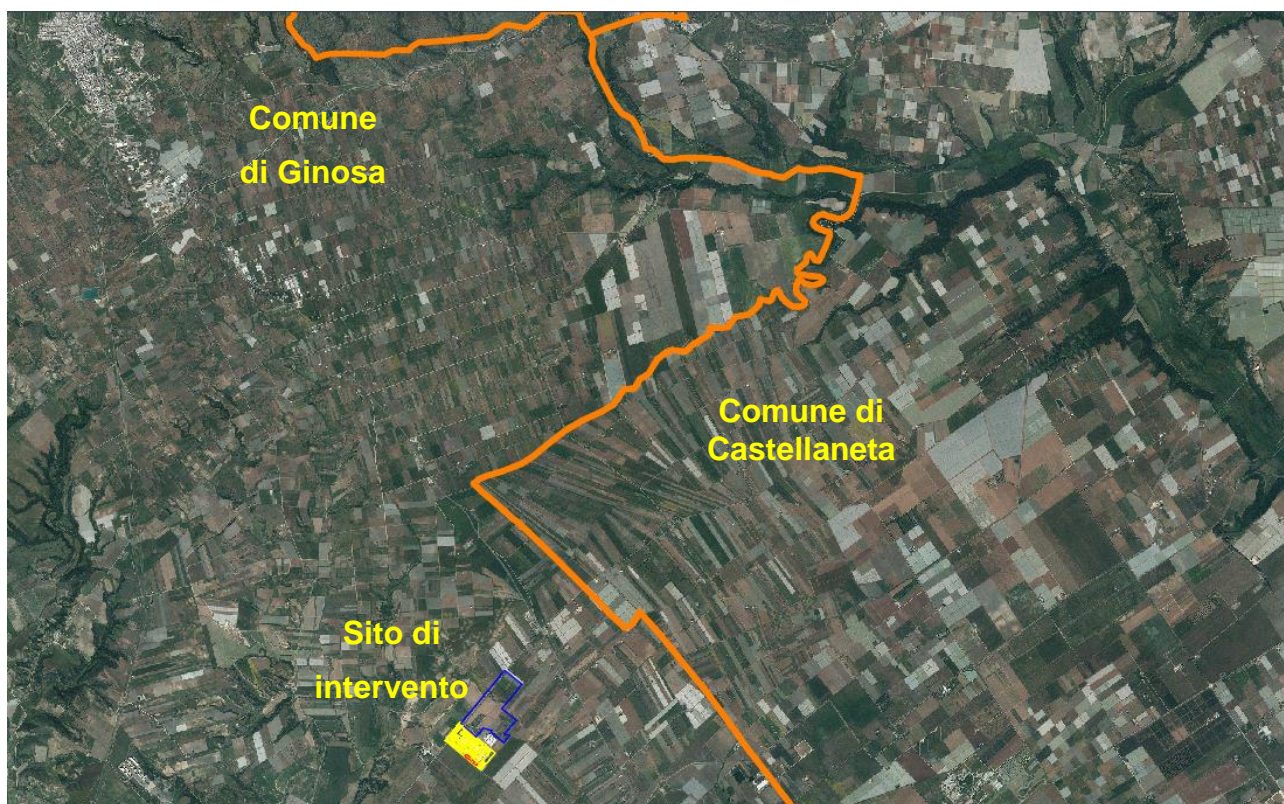 Comune
di Ginosa
Comune di
Castellaneta
Sito di
intervento